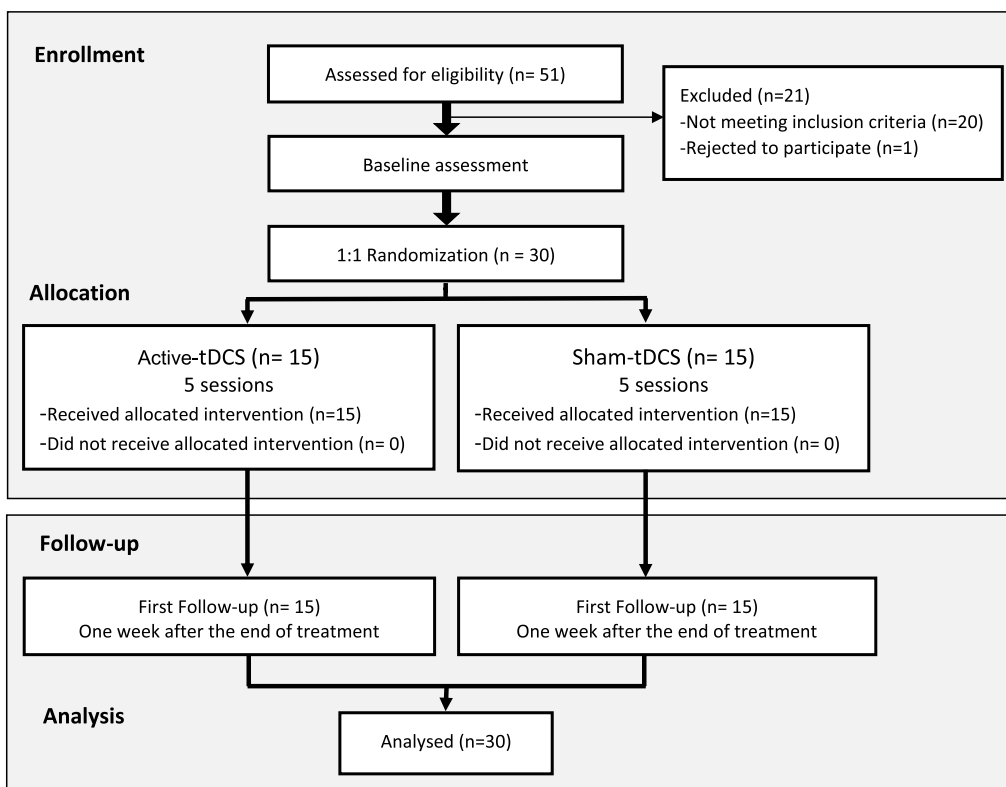 Enrollment
Assessed for eligibility (n= 51)
Excluded (n=21)
-Not meeting inclusion criteria (n=20)
-Rejected to participate (n=1)
Baseline assessment
1:1 Randomization (n = 30)
Allocation
Active-tDCS (n= 15)
5 sessions
-Received allocated intervention (n=15)
-Did not receive allocated intervention (n= 0)
Sham-tDCS (n= 15)
5 sessions
-Received allocated intervention (n=15)
-Did not receive allocated intervention (n= 0)
Follow-up
First Follow-up (n= 15)
One week after the end of treatment
First Follow-up (n= 15)
One week after the end of treatment
Analysis
Analysed (n=30)